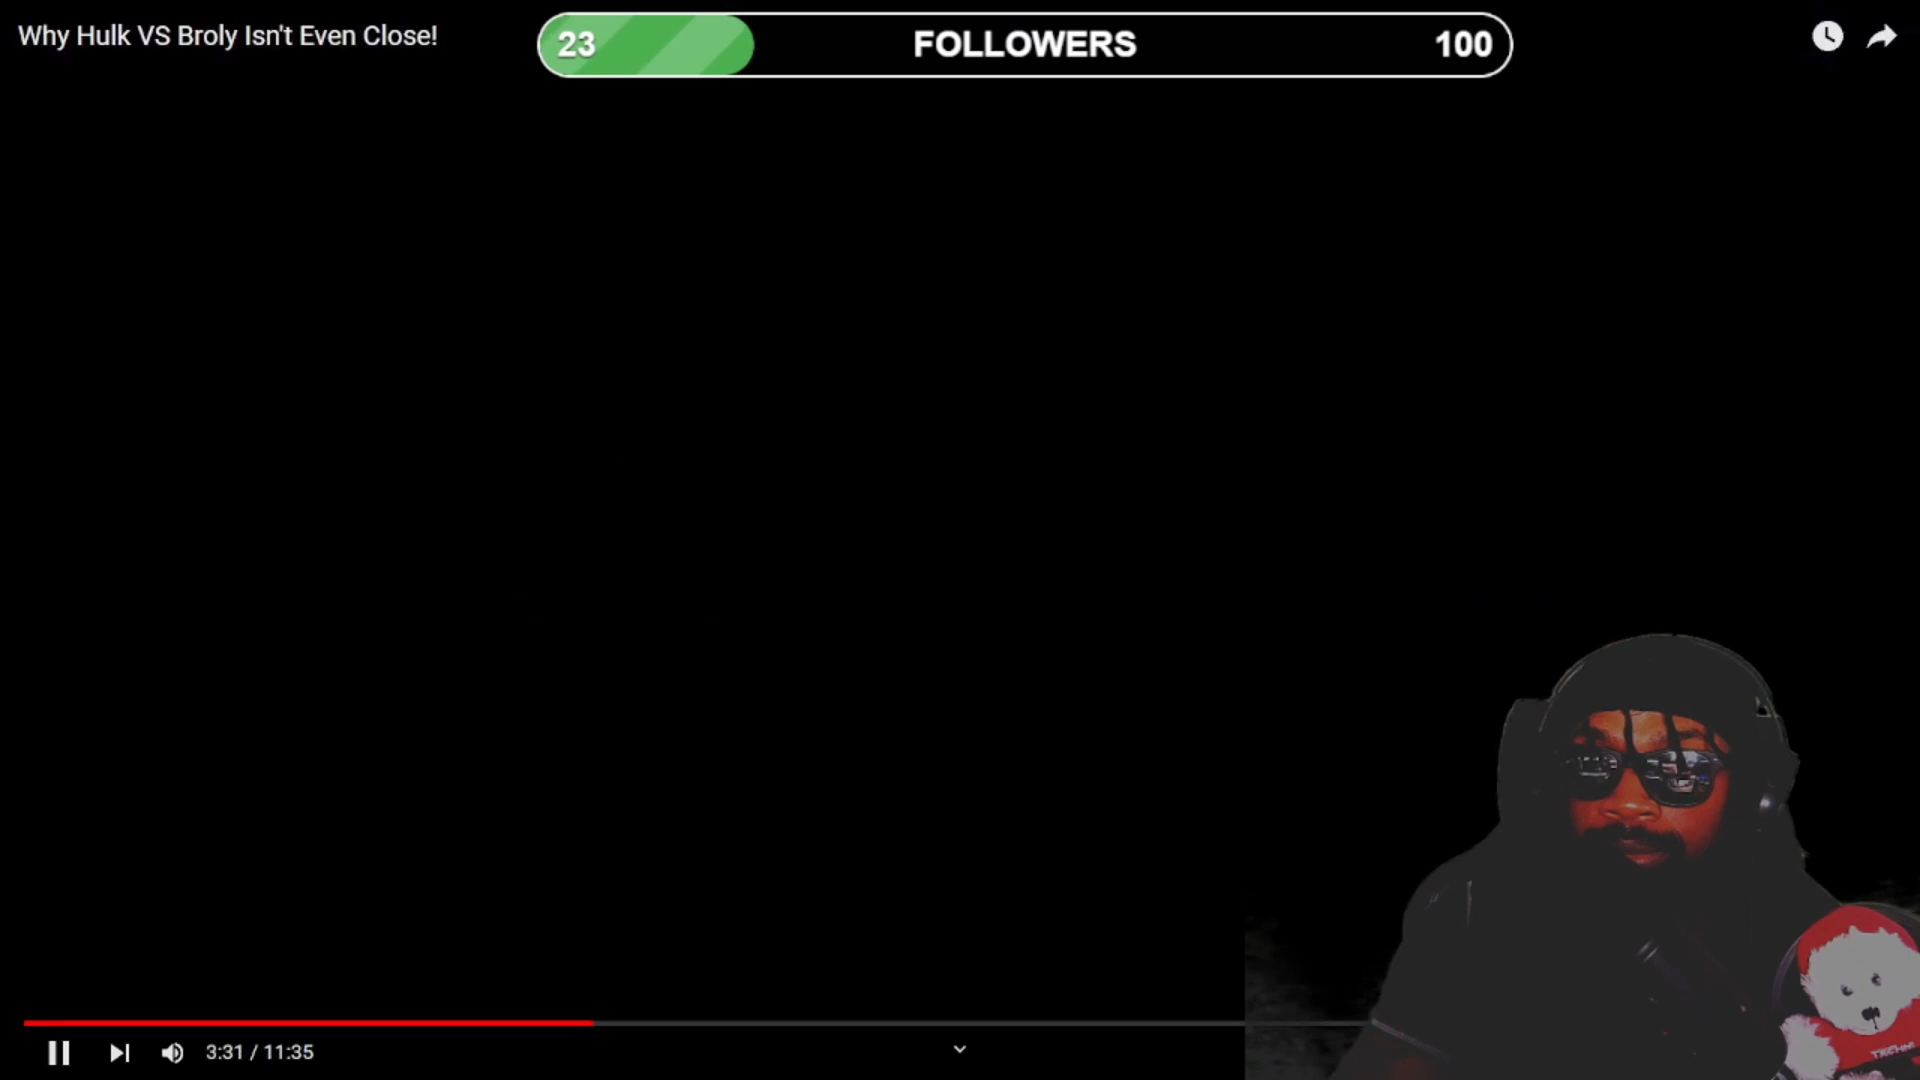 Why Hulk VS Broly Isn't Even Close!
23 FOLLOWERS 100
3:31 / 11:35